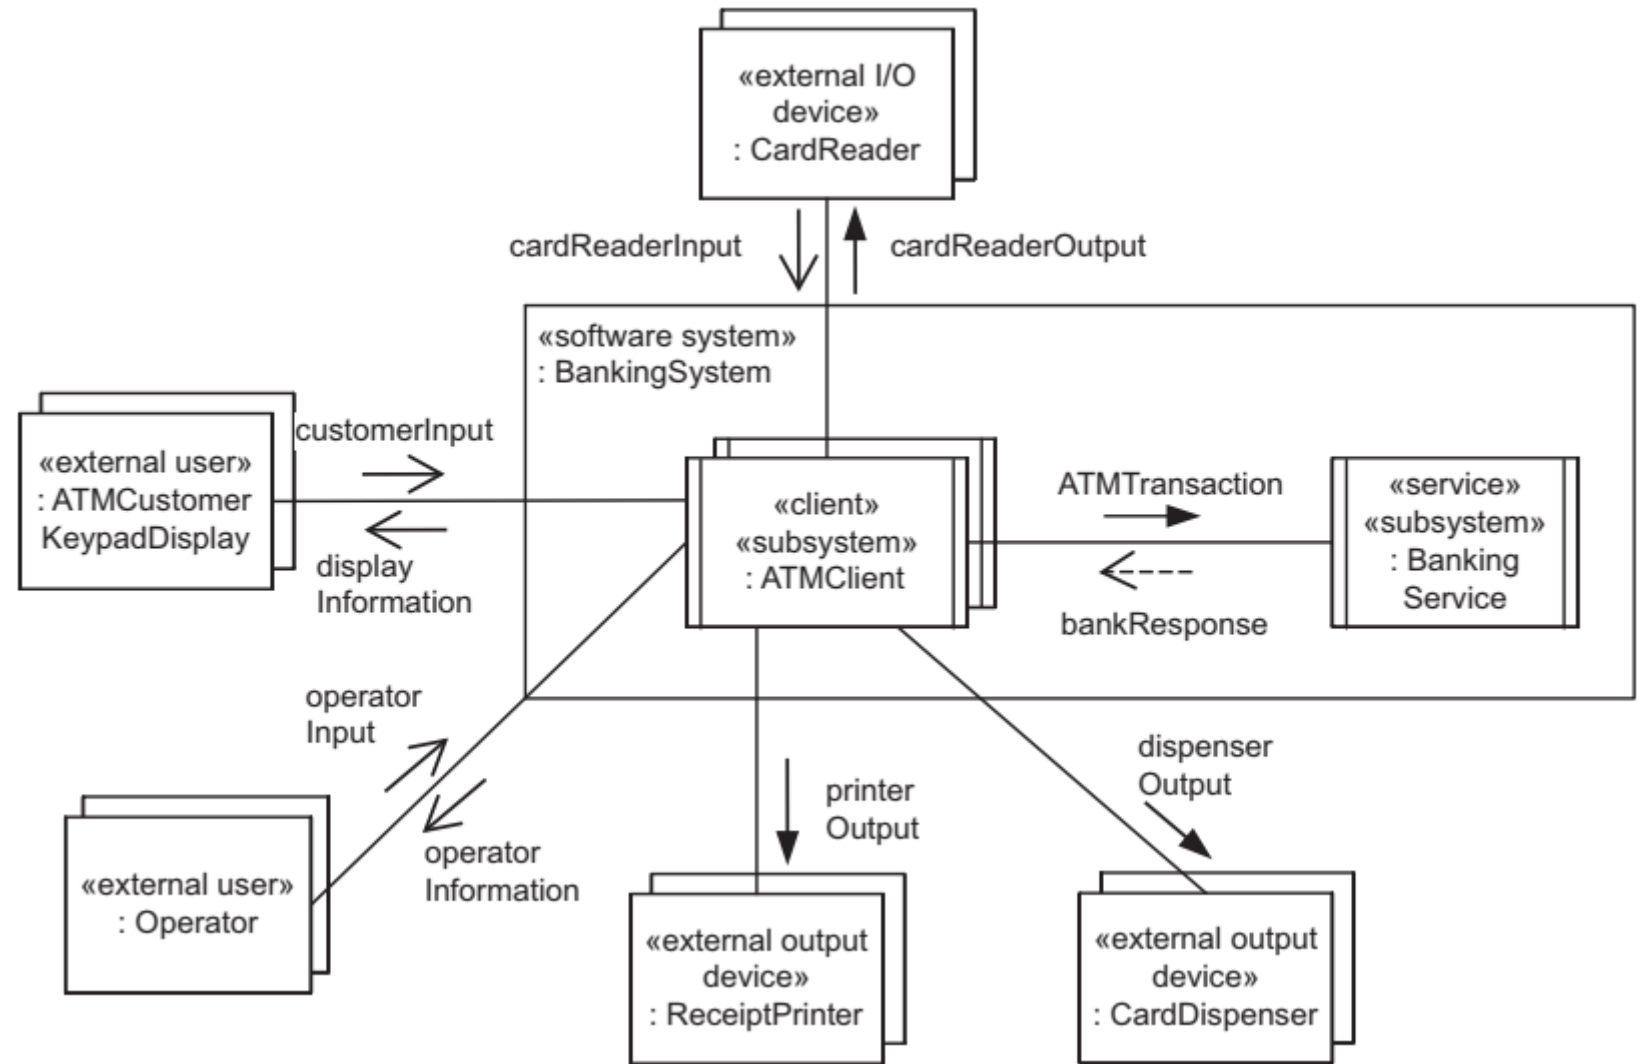 «external I/O
device»
: CardReader
cardReaderInput
cardReaderOutput
«software system»
: BankingSystem
customerInput
«external user»
: ATMCustomer
KeypadDisplay
display
Information
«client»
«subsystem»
: ATMClient
ATMTransaction
bankResponse
«service»
«subsystem»
: Banking
Service
operator
Input
operator
Information
«external user»
: Operator
printer
Output
dispenser
Output
«external output
device»
: ReceiptPrinter
«external output
device»
: CardDispenser